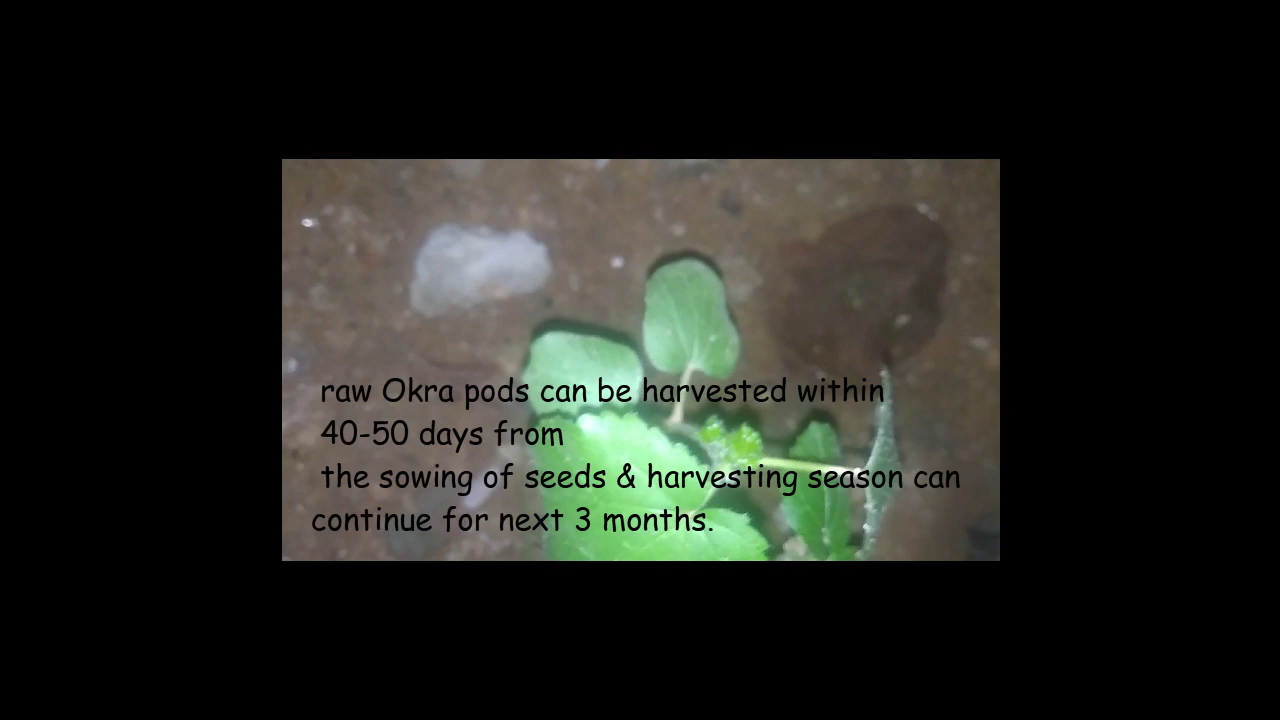 raw Okra pods can be harvested within
40-50 days from
the sowing of seeds & harvesting season can
continue for next 3 months.